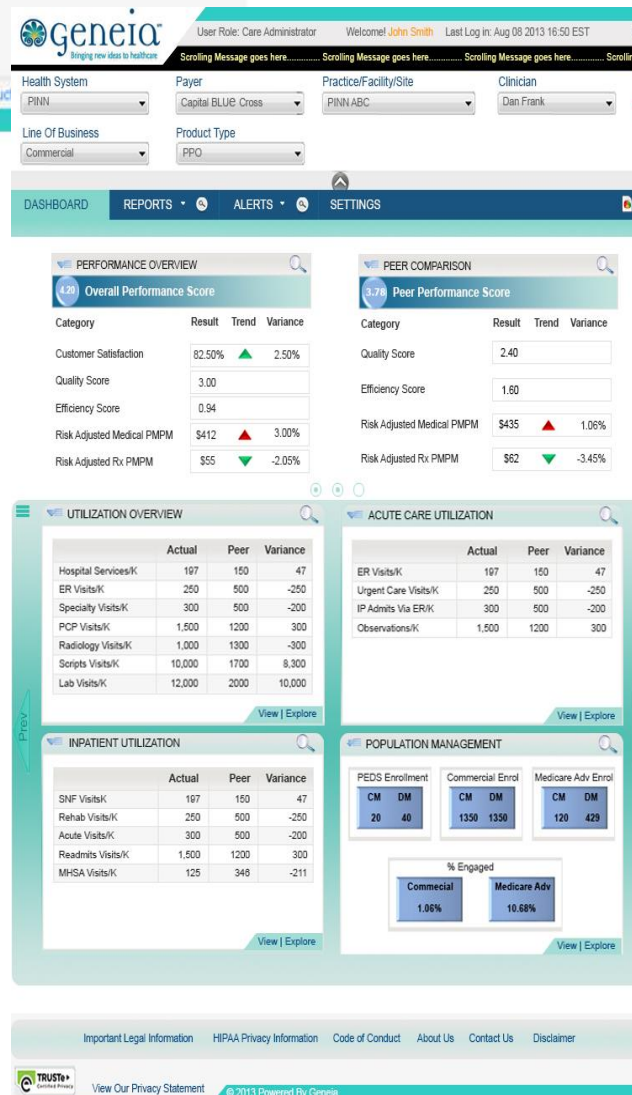 geneia
Bringing new ideas to healthcare
User Role: Care Administrator Welcome! John Smith Last Log in: Aug 08 2013 16:50 EST
Scrolling Message goes here............. Scrolling Message goes here............. Scrolling Message goes here............. Scrollin
Health System Payer Practice/Facility/Site Clinician
PINN Capital BLUE Cross PINN ABC Dan Frank
Line Of Business Product Type
Commercial PPO
DASHBOARD REPORTS ALERTS SETTINGS
PERFORMANCE OVERVIEW
4.20 Overall Performance Score
Category Result Trend Variance
Customer Satisfaction 82.50% 2.50%
Quality Score 3.00
Efficiency Score 0.94
Risk Adjusted Medical PMPM $412 3.00%
Risk Adjusted Rx PMPM $55 -2.05%
PEER COMPARISON
3.78 Peer Performance Score
Category Result Trend Variance
Quality Score 2.40
Efficiency Score 1.60
Risk Adjusted Medical PMPM $435 1.06%
Risk Adjusted Rx PMPM $62 -3.45%
Prev
UTILIZATION OVERVIEW
Actual Peer Variance
Hospital Services/K 197 150 47
ER Visits/K 250 500 -250
Specialty Visits/K 300 500 -200
PCP Visits/K 1,500 1200 300
Radiology Visits/K 1,000 1300 -300
Scripts Visits/K 10,000 1700 8,300
Lab Visits/K 12,000 2000 10,000
View | Explore
ACUTE CARE UTILIZATION
Actual Peer Variance
ER Visits/K 197 150 47
Urgent Care Visits/K 250 500 -250
IP Admits Via ER/K 300 500 -200
Observations/K 1,500 1200 300
View | Explore
INPATIENT UTILIZATION
Actual Peer Variance
SNF VisitsK 197 150 47
Rehab Visits/K 250 500 -250
Acute Visits/K 300 500 -200
Readmits Visits/K 1,500 1200 300
MHSA Visits/K 125 346 -211
View | Explore
POPULATION MANAGEMENT
PEDS Enrollment Commercial Enrol Medicare Adv Enrol
CM DM CM DM CM DM
20 40 1350 1350 120 429
% Engaged
Commecial Medicare Adv
1.06% 10.68%
View | Explore
Important Legal Information HIPAA Privacy Information Code of Conduct About Us Contact Us Disclaimer
TRUSTe
Certified Privacy
View Our Privacy Statement © 2013 Powered By Geneia